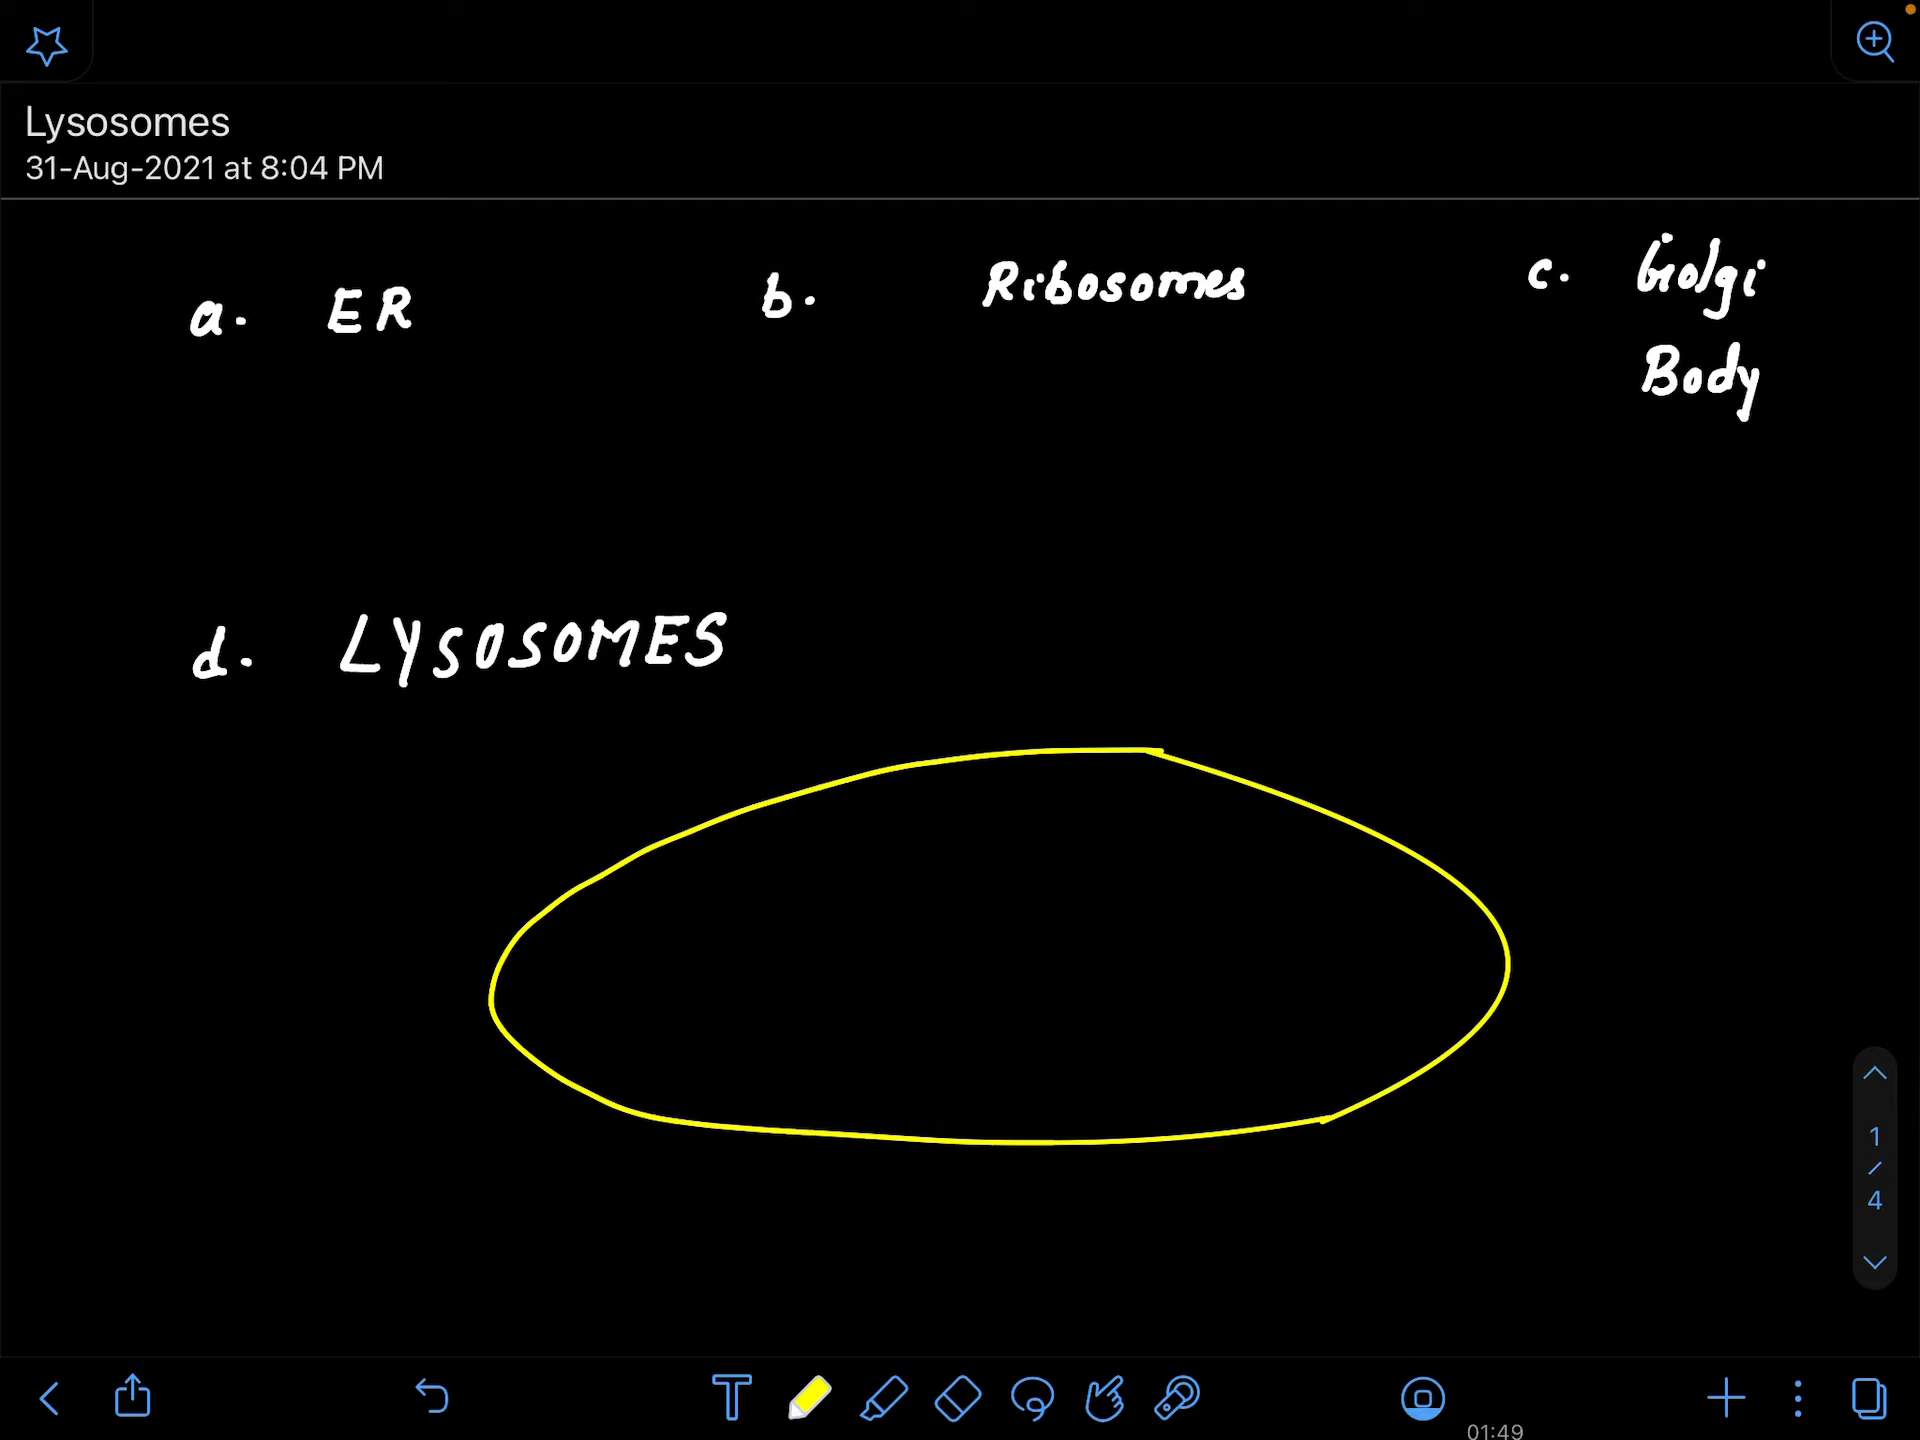 Lysosomes
31-Aug-2021 at 8:04 PM
a. ER b. Ribosomes c. Golgi
Body
d. LYSOSOMES
1
/
4
01:49